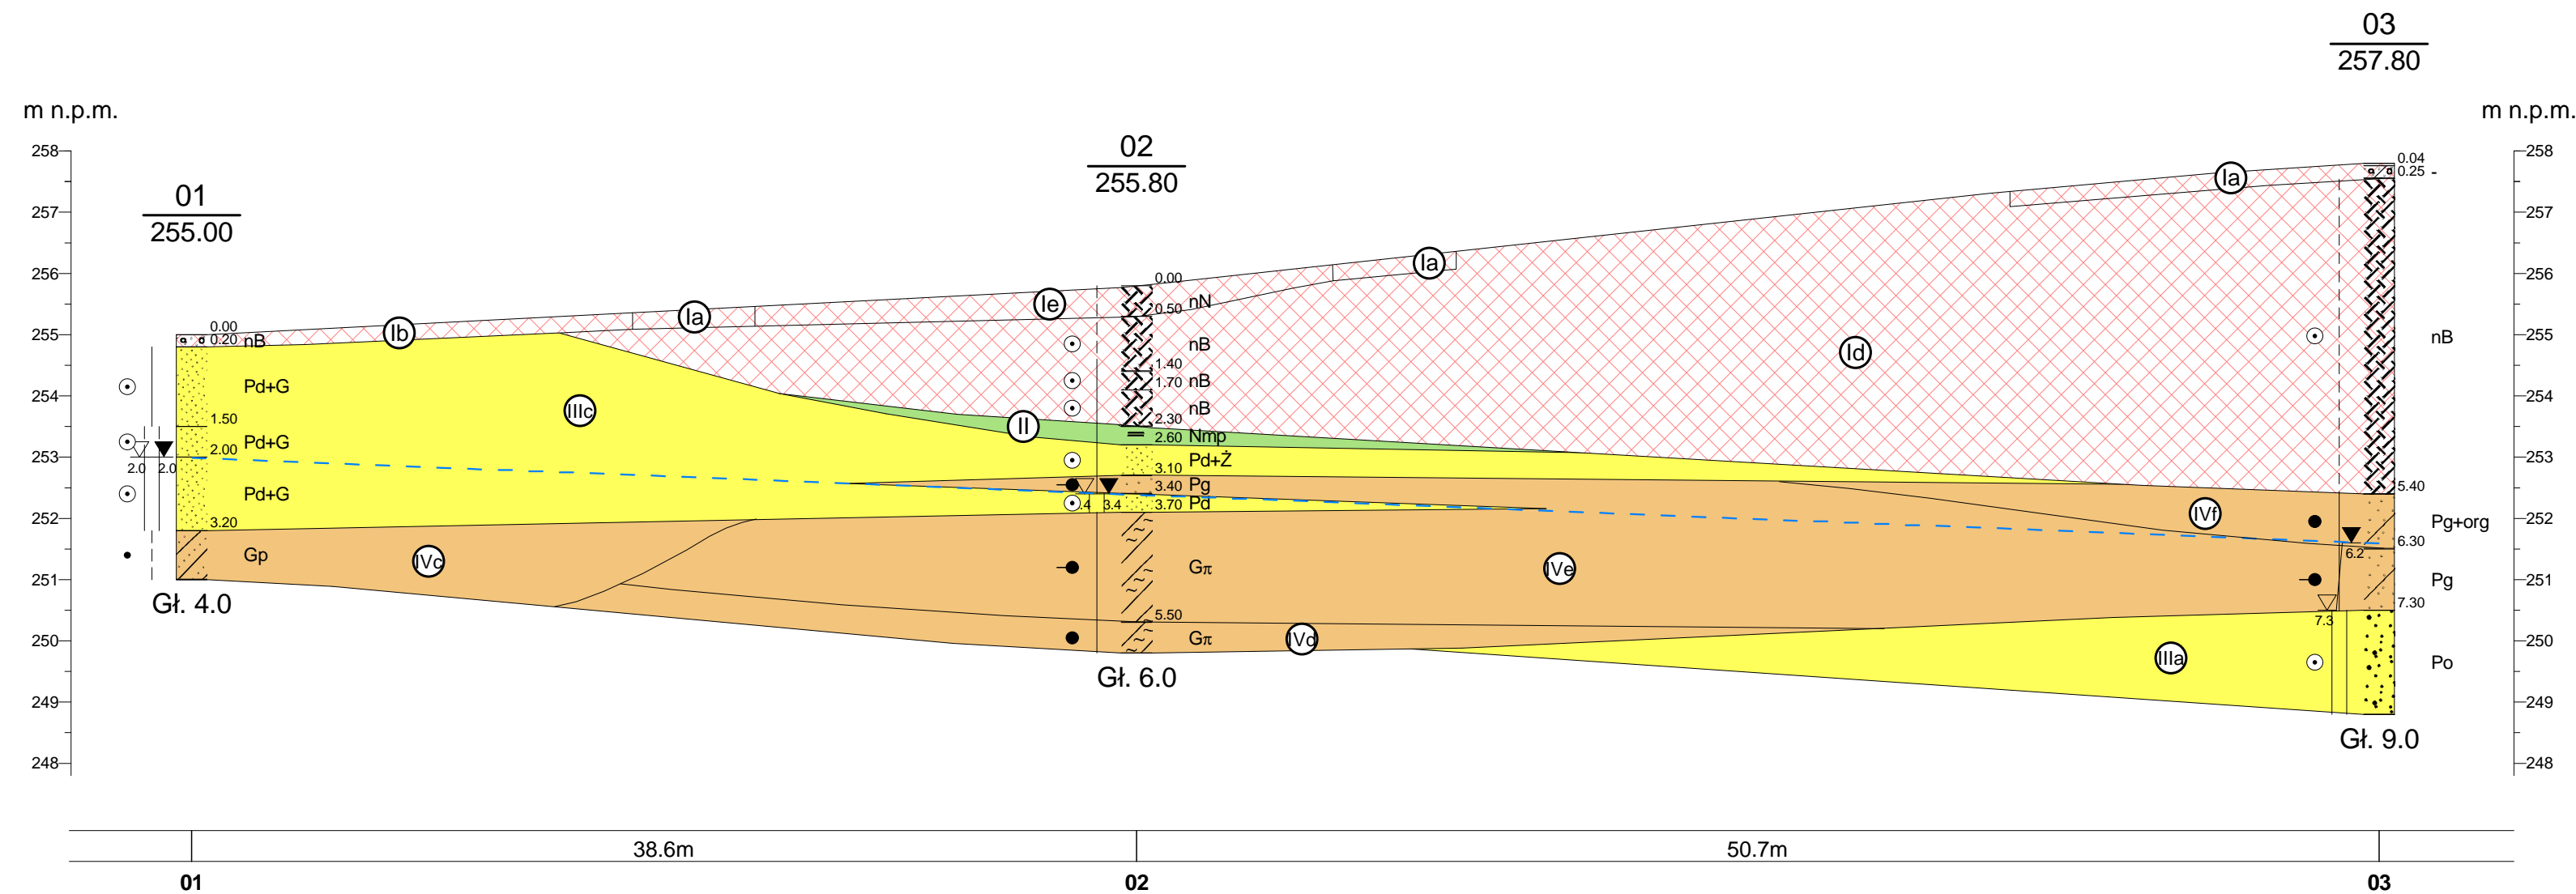 03
257.80
m n.p.m.
m n.p.m.
02
255.80
01
255.00
258
257
256
255
254
253
252
251
250
249
248
258
257
256
255
254
253
252
251
250
249
248
0.00
0.20
nB
Pd+G
1.50
Pd+G
2.00
2.0
2.0
Pd+G
3.20
Gp
Gł. 4.0
Ib
Ia
Ie
IIIc
II
IVc
0.00
nN
0.50
nB
1.40
nB
1.70
nB
2.30
Nmp
2.60
Pd+Ż
3.10
Pg
3.40
.4
3.4
Pd
3.70
Gπ
5.50
Gπ
Gł. 6.0
Ia
Id
Ia
IVe
IVd
IVf
IIIa
0.04
0.25
-
nB
5.40
Pg+org
6.2
6.30
Pg
7.30
7.3
Po
Gł. 9.0
38.6m
50.7m
01
02
03